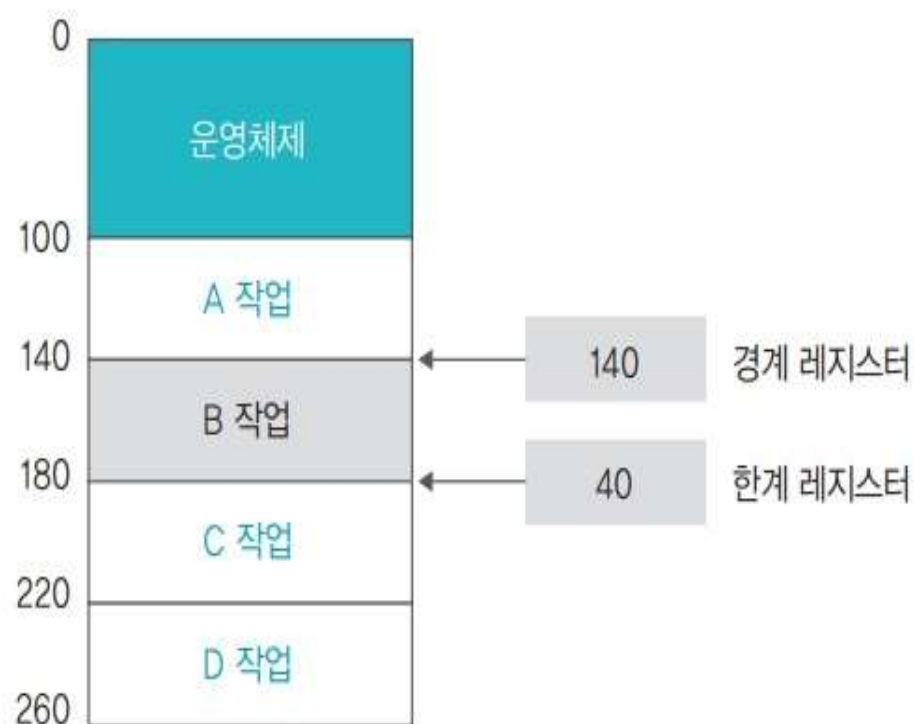 0
운영체제
100
A 작업
140
140 경계 레지스터
B 작업
180
40 한계 레지스터
C 작업
220
D 작업
260